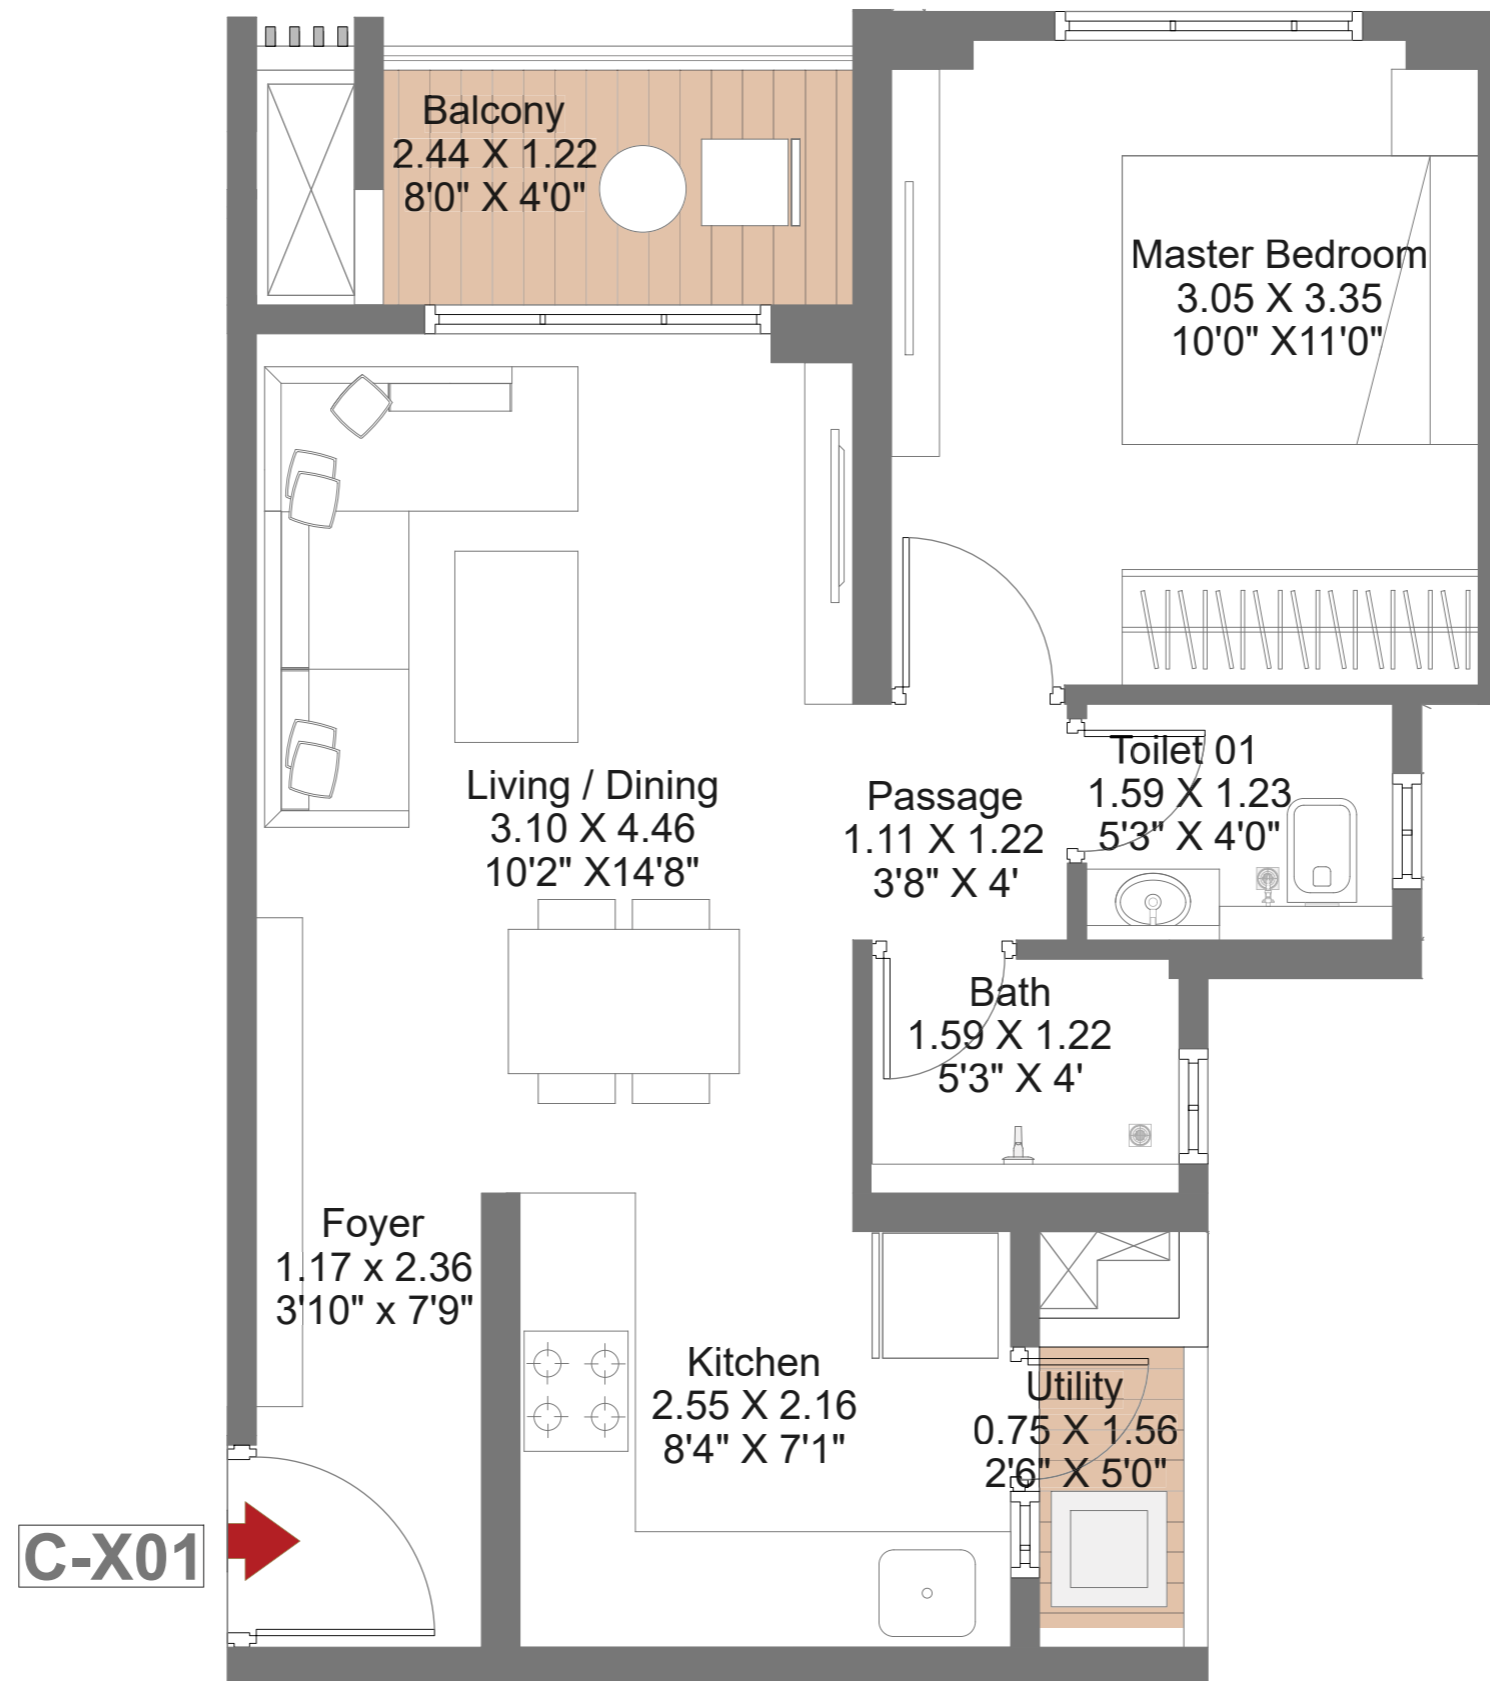 Balcony
2.44 X 1.22
8'0" X 4'0"
Master Bedroom
3.05 X 3.35
10'0" X11'0"
Living / Dining
3.10 X 4.46
10'2" X14'8"
Passage
1.11 X 1.22
3'8" X 4'
Toilet 01
1.59 X 1.23
5'3" X 4'0"
Bath
1.59 X 1.22
5'3" X 4'
Foyer
1.17 x 2.36
3'10" x 7'9"
Kitchen
2.55 X 2.16
8'4" X 7'1"
Utility
0.75 X 1.56
2'6" X 5'0"
C-X01